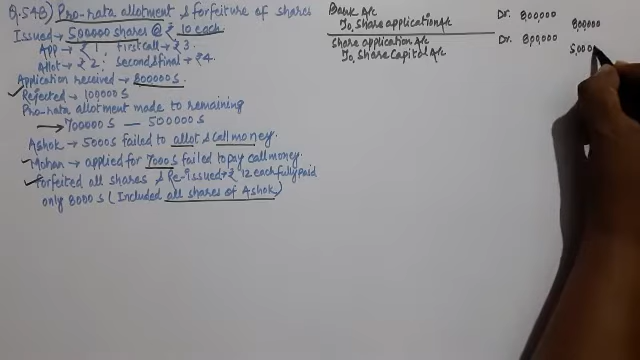 Q.548) Pro-rata allotment & forfeiture of shares
Issued → 500000 shares @ ₹ 10 each
App → ₹ 1 first call → ₹ 3
Allot → ₹ 2 Second & final → ₹ 4
Application received → 800000 S
Rejected → 100000 S
Pro-rata allotment made to remaining
→ 700000 S — 500000 S
Ashok → 5000 S failed to allot & Call money.
Mohan → applied for 7000 S failed to pay call money.
Forfeited all shares & Re-issued → ₹ 12 each fully paid
only 8000 S (Included all shares of Ashok)
Bank A/c Dr. 800000
To, Share application A/c 800000
Share application A/c Dr. 800000
To, Share Capital A/c 5,000